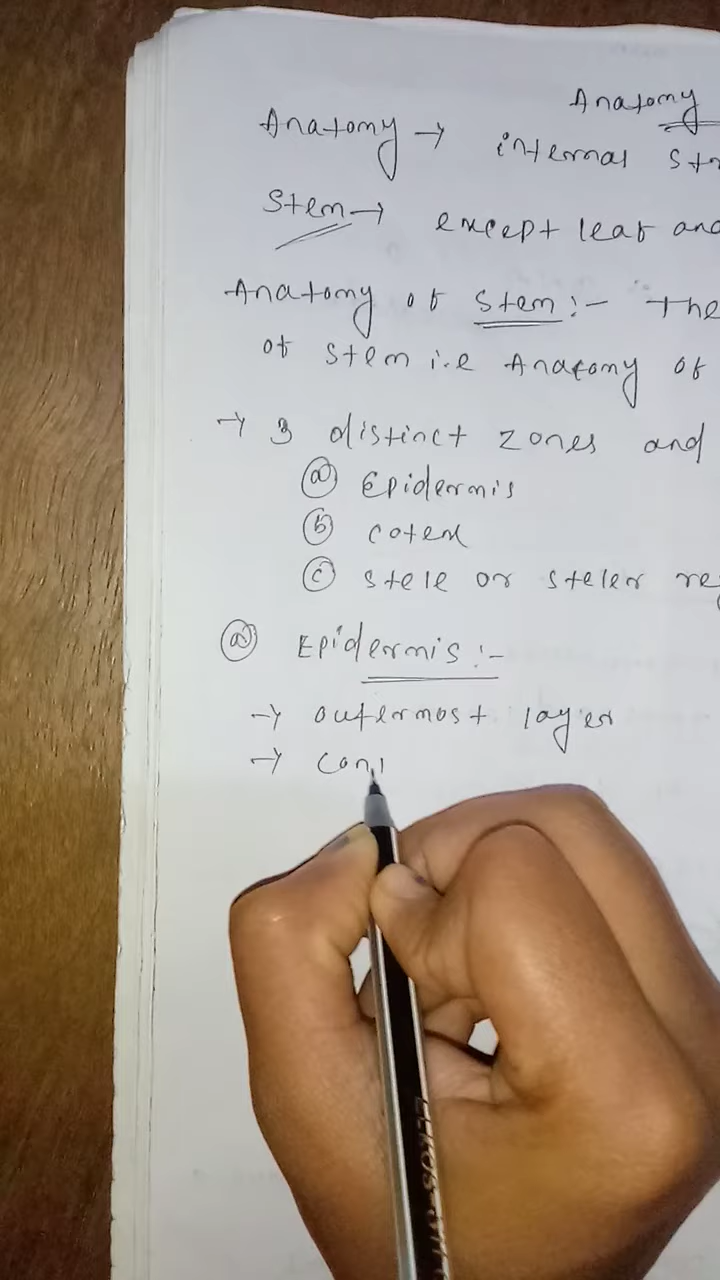 Anatomy
Anatomy → internal
Stem → except leaf and
Anatomy of stem :- The
of stem i.e Anatomy of
→ 3 distinct zones and
(a) Epidermis
(b) cotex
(c) stele or steler
(a) Epidermis :-
→ outermost layer
→ con